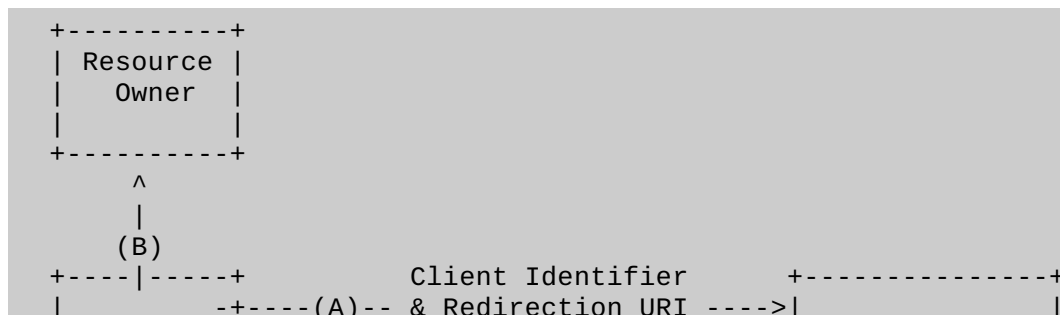 +----------+
| Resource |
|   Owner  |
|          |
+----------+
     ^
     |
    (B)
+----|-----+          Client Identifier      +---------------+
|         -+----(A)-- & Redirection URI ---->|               |